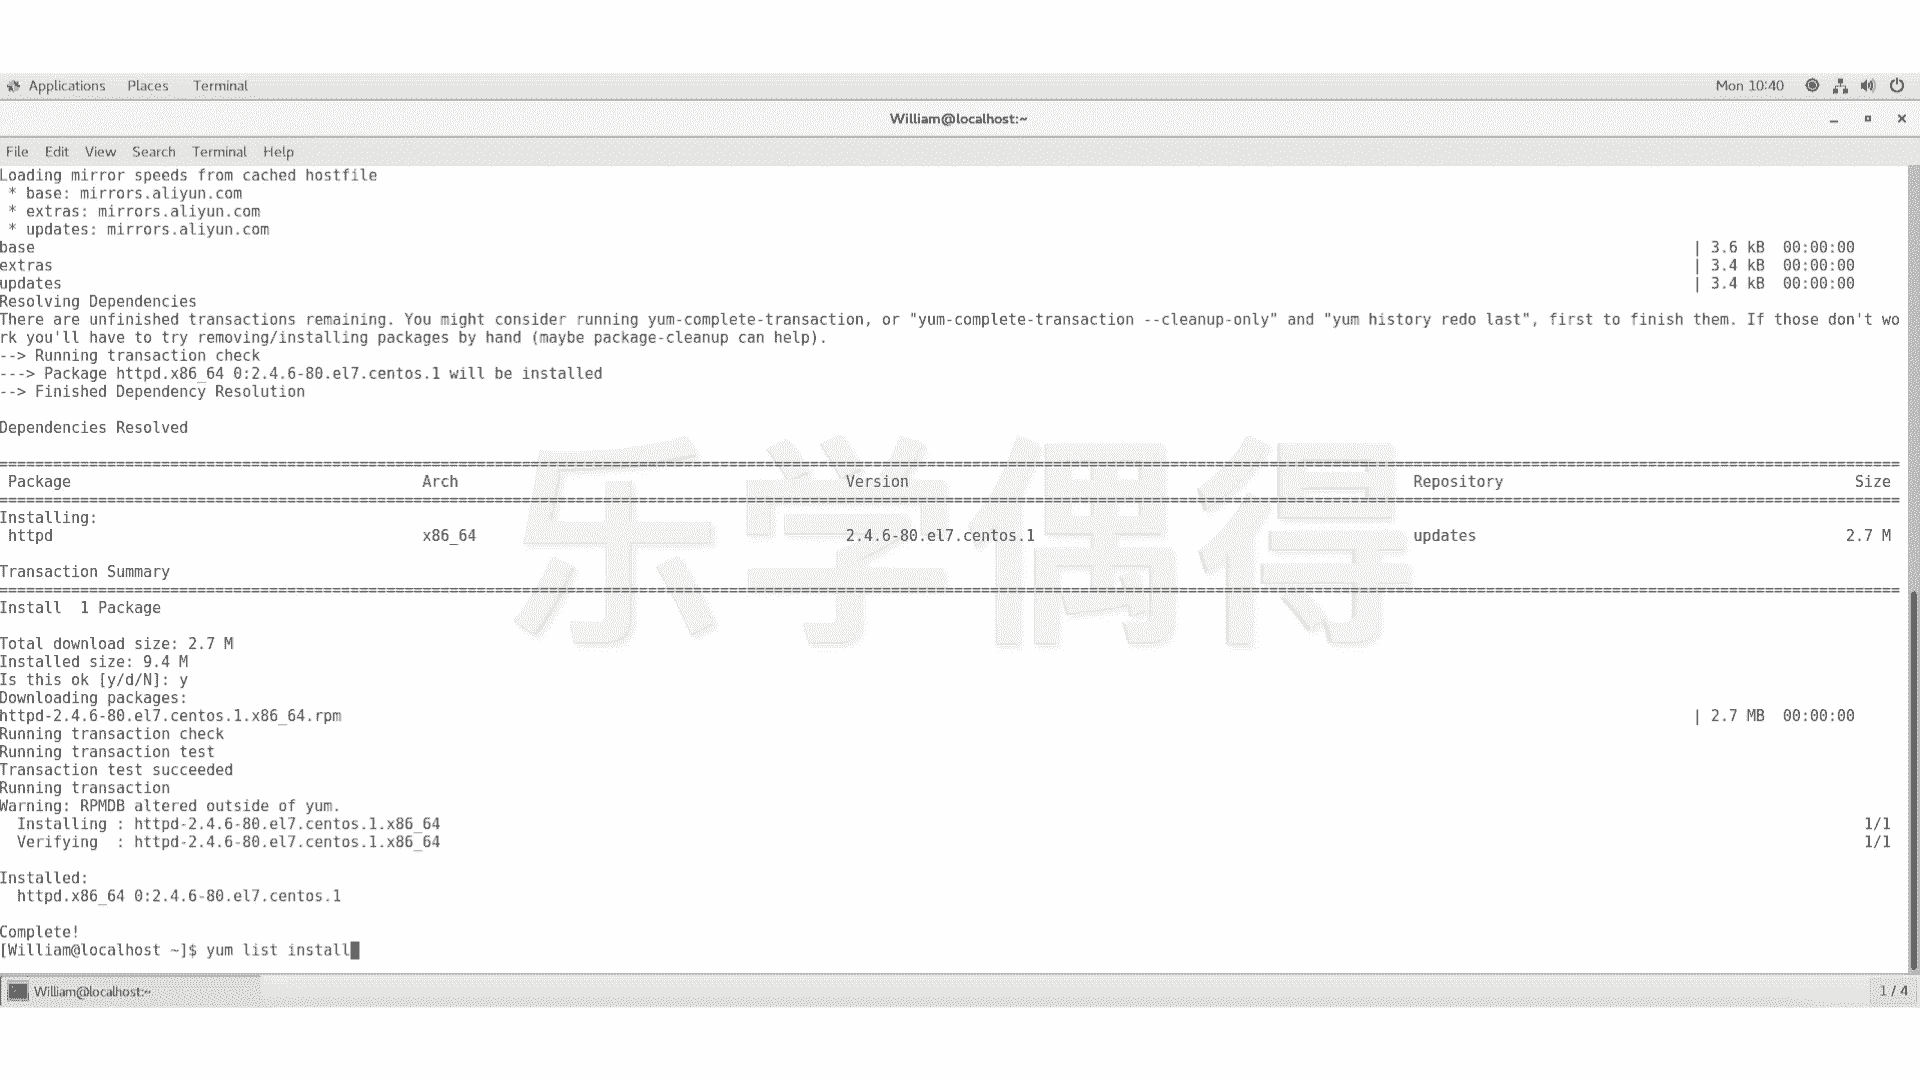 Applications Places Terminal Mon 10:40
William@localhost:~
File Edit View Search Terminal Help
Loading mirror speeds from cached hostfile
 * base: mirrors.aliyun.com
 * extras: mirrors.aliyun.com
 * updates: mirrors.aliyun.com
base | 3.6 kB 00:00:00
extras | 3.4 kB 00:00:00
updates | 3.4 kB 00:00:00
Resolving Dependencies
There are unfinished transactions remaining. You might consider running yum-complete-transaction, or "yum-complete-transaction --cleanup-only" and "yum history redo last", first to finish them. If those don't wo
rk you'll have to try removing/installing packages by hand (maybe package-cleanup can help).
--> Running transaction check
---> Package httpd.x86_64 0:2.4.6-80.el7.centos.1 will be installed
--> Finished Dependency Resolution
Dependencies Resolved
Package Arch Version Repository Size
Installing:
httpd x86_64 2.4.6-80.el7.centos.1 updates 2.7 M
乐学偶得
Transaction Summary
Install 1 Package
Total download size: 2.7 M
Installed size: 9.4 M
Is this ok [y/d/N]: y
Downloading packages:
httpd-2.4.6-80.el7.centos.1.x86_64.rpm | 2.7 MB 00:00:00
Running transaction check
Running transaction test
Transaction test succeeded
Running transaction
Warning: RPMDB altered outside of yum.
Installing : httpd-2.4.6-80.el7.centos.1.x86_64 1/1
Verifying : httpd-2.4.6-80.el7.centos.1.x86_64 1/1
Installed:
httpd.x86_64 0:2.4.6-80.el7.centos.1
Complete!
[William@localhost ~]$ yum list install
William@localhost:~ 1 / 4